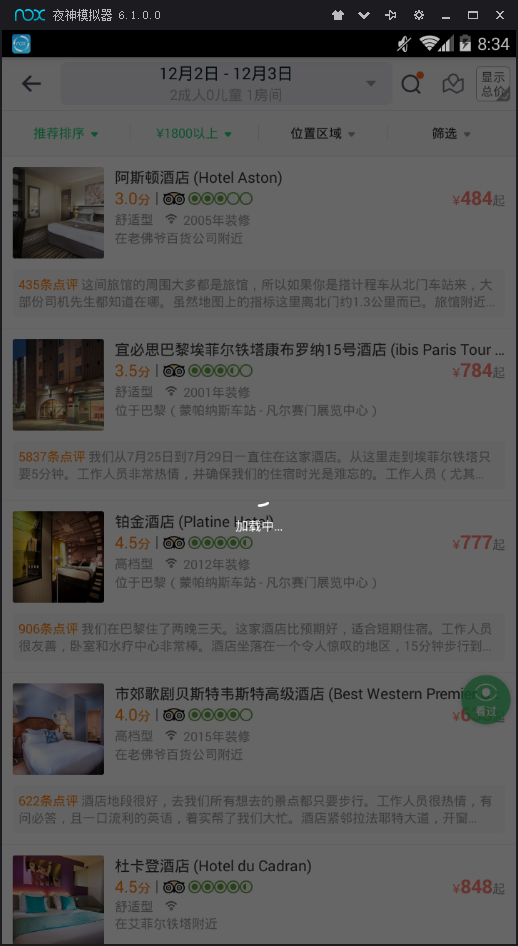 nox 夜神模拟器 6.1.0.0
8:34
12月2日 - 12月3日
2成人0儿童 1房间
显示
总价
推荐排序
¥1800以上
位置区域
筛选
阿斯顿酒店 (Hotel Aston)
3.0分
¥484起
舒适型 2005年装修
在老佛爷百货公司附近
435条点评 这间旅馆的周围大多都是旅馆，所以如果你是搭计程车从北门车站来，大
部份司机先生都知道在哪。虽然地图上的指标这里离北门约1.3公里而已。旅馆附近...
宜必思巴黎埃菲尔铁塔康布罗纳15号酒店 (ibis Paris Tour ...
3.5分
¥784起
舒适型 2001年装修
位于巴黎（蒙帕纳斯车站 - 凡尔赛门展览中心）
5837条点评 我们从7月25日到7月29日一直住在这家酒店。从这里走到埃菲尔铁塔只
要5分钟。工作人员非常热情，并确保我们的住宿时光是难忘的。工作人员（尤其...
铂金酒店 (Platine Hotel)
加载中...
4.5分
¥777起
高档型 2012年装修
位于巴黎（蒙帕纳斯车站 - 凡尔赛门展览中心）
906条点评 我们在巴黎住了两晚三天。这家酒店比预期好，适合短期住宿。工作人员
很友善，卧室和水疗中心非常棒。酒店坐落在一个令人惊叹的地区，15分钟步行到...
市郊歌剧贝斯特韦斯特高级酒店 (Best Western Premier
4.0分
看过
高档型 2015年装修
在老佛爷百货公司附近
622条点评 酒店地段很好，去我们所有想去的景点都只要步行。工作人员很热情，有
问必答，且一口流利的英语，着实帮了我们大忙。酒店紧邻拉法耶特大道，开窗...
杜卡登酒店 (Hotel du Cadran)
4.5分
¥848起
舒适型
在艾菲尔铁塔附近